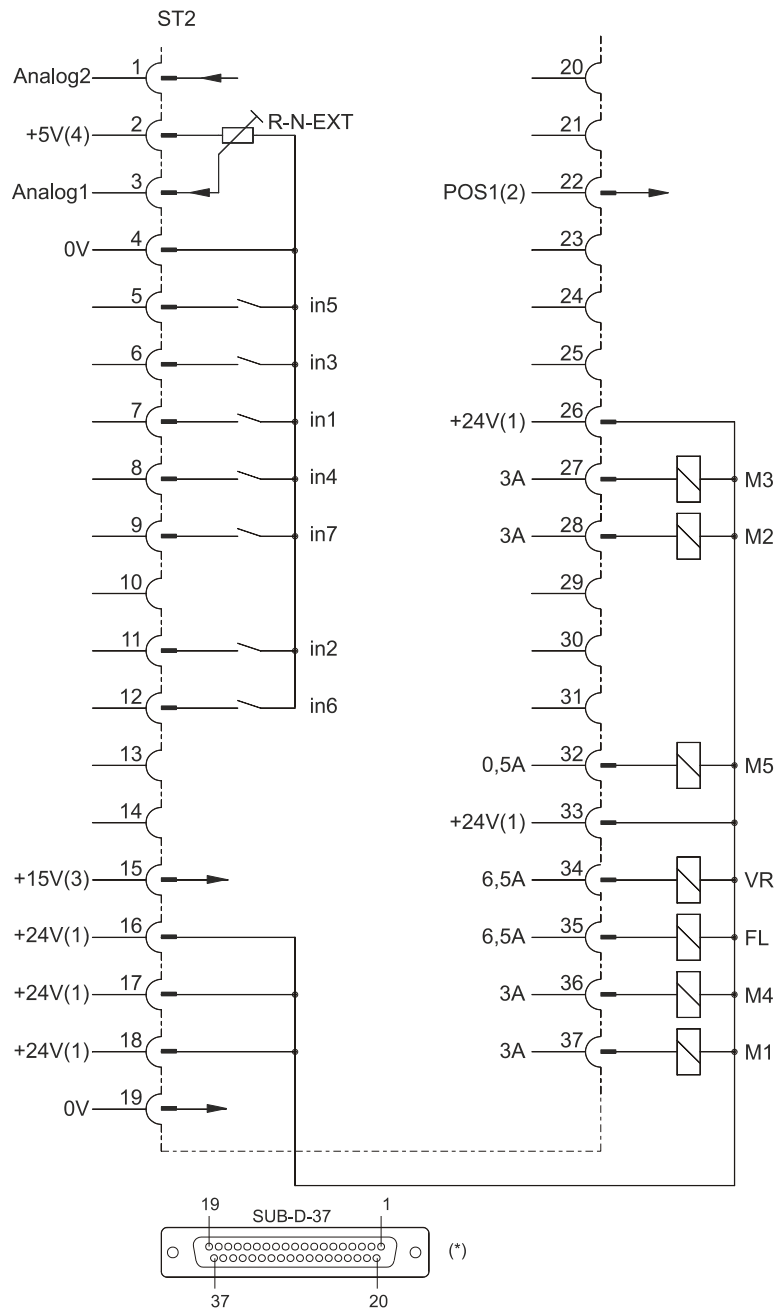 ST2
Analog2 1
+5V(4) 2 R-N-EXT
Analog1 3
0V 4
5 in5
6 in3
7 in1
8 in4
9 in7
10
11 in2
12 in6
13
14
+15V(3) 15
+24V(1) 16
+24V(1) 17
+24V(1) 18
0V 19
20
21
POS1(2) 22
23
24
25
+24V(1) 26
3A 27 M3
3A 28 M2
29
30
31
0,5A 32 M5
+24V(1) 33
6,5A 34 VR
6,5A 35 FL
3A 36 M4
3A 37 M1
19 SUB-D-37 1
(*)
37 20